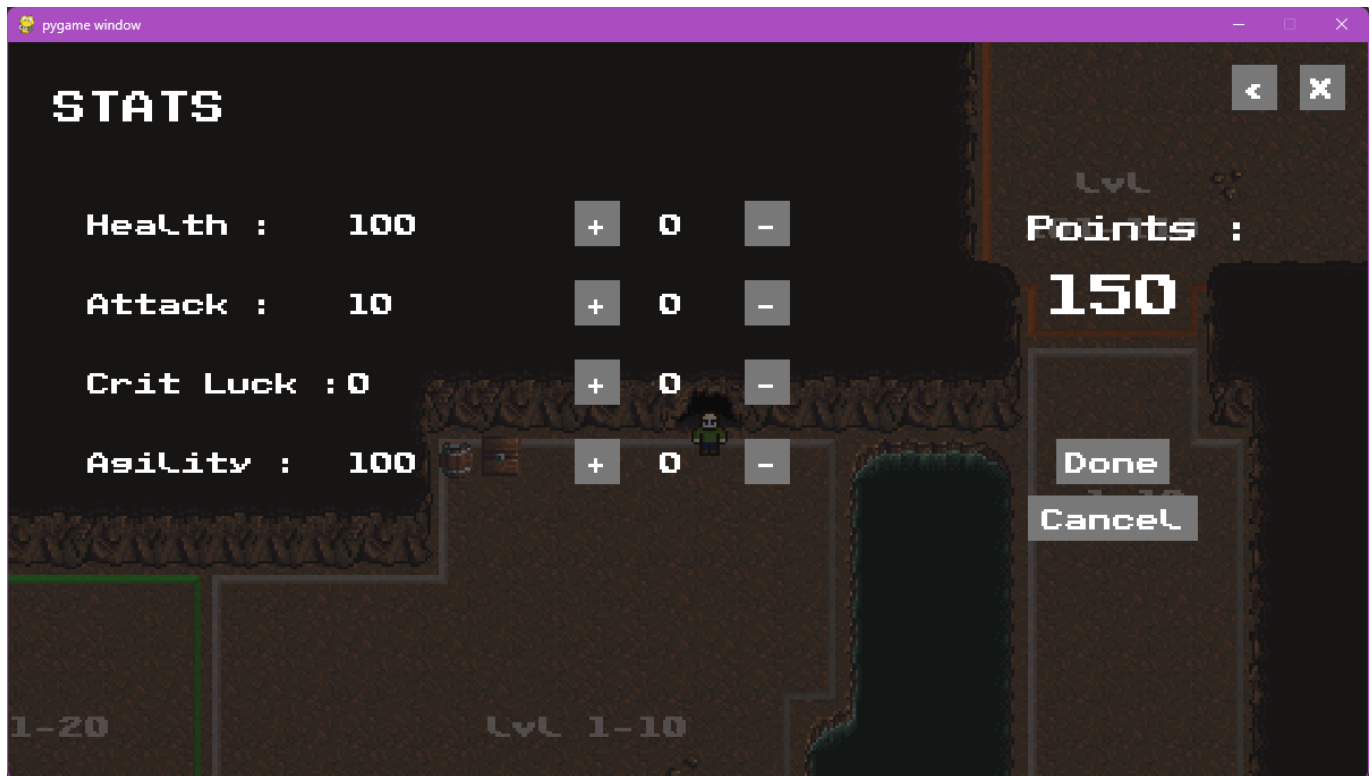 pygame window
STATS
< X
Lvl
Health : 100 + 0 -
Points :
150
Attack : 10 + 0 -
Crit Luck :0 + 0 -
Agility : 100 + 0 -
Done
Cancel
1-20
Lvl 1-10